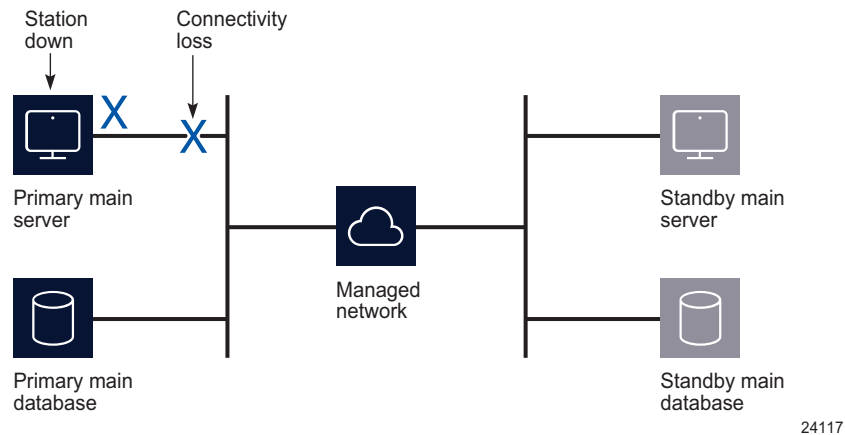 Station
down
Connectivity
loss
X
X
Primary main
server
Standby main
server
Managed
network
Primary main
database
Standby main
database
24117